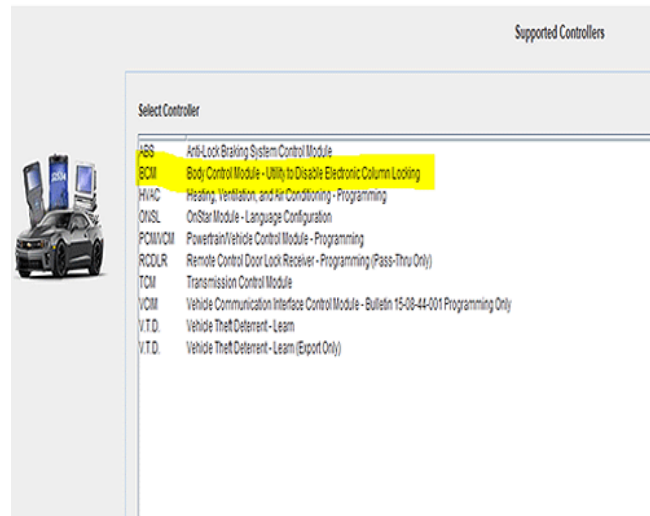 Supported Controllers
Select Controller
ABS Anti-Lock Braking System Control Module
BCM Body Control Module - Utility to Disable Electronic Column Locking
HVAC Heating, Ventilation, and Air Conditioning - Programming
ONSL OnStar Module - Language Configuration
PCM/VCM Powertrain/Vehicle Control Module - Programming
RCDLR Remote Control Door Lock Receiver - Programming (Pass-Thru Only)
TCM Transmission Control Module
VCIM Vehicle Communication Interface Control Module - Bulletin 15-08-44-001 Programming Only
V.T.D. Vehicle Theft Deterrent - Learn
V.T.D. Vehicle Theft Deterrent - Learn (Export Only)